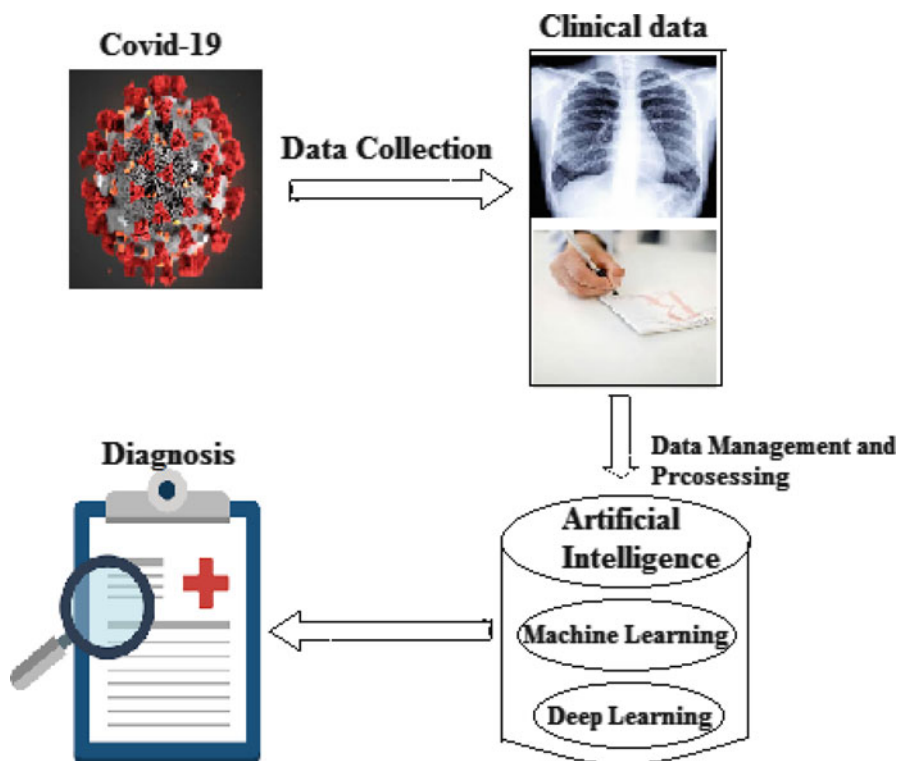 Covid-19
Clinical data
Data Collection
Data Management and
Prcosessing
Diagnosis
Artificial
Intelligence
Machine Learning
Deep Learning